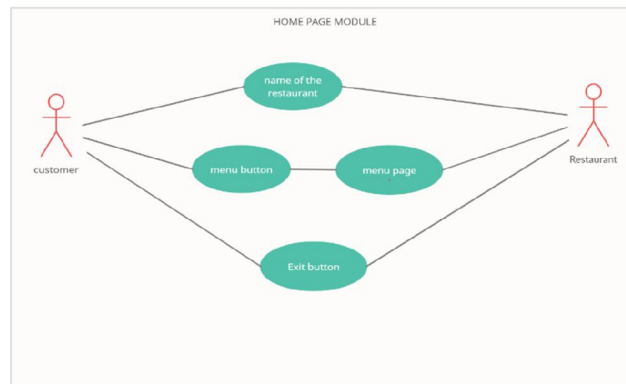 HOME PAGE MODULE
name of the
restaurant
customer
Restaurant
menu button
menu page
Exit button